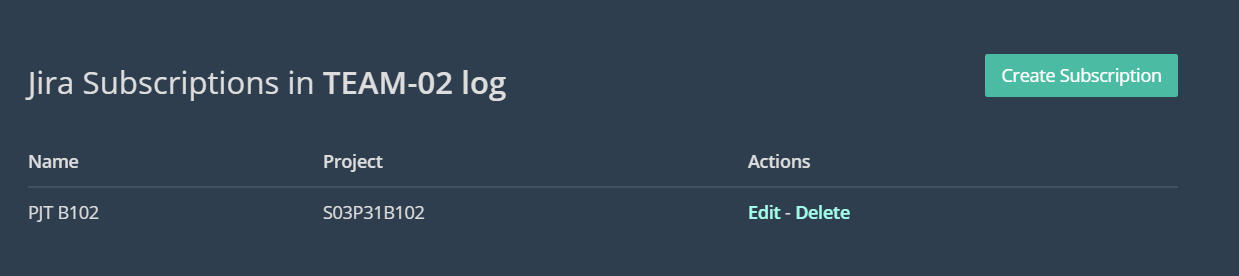 Jira Subscriptions in TEAM-02 log
Create Subscription
Name Project Actions
PJT B102 S03P31B102 Edit - Delete